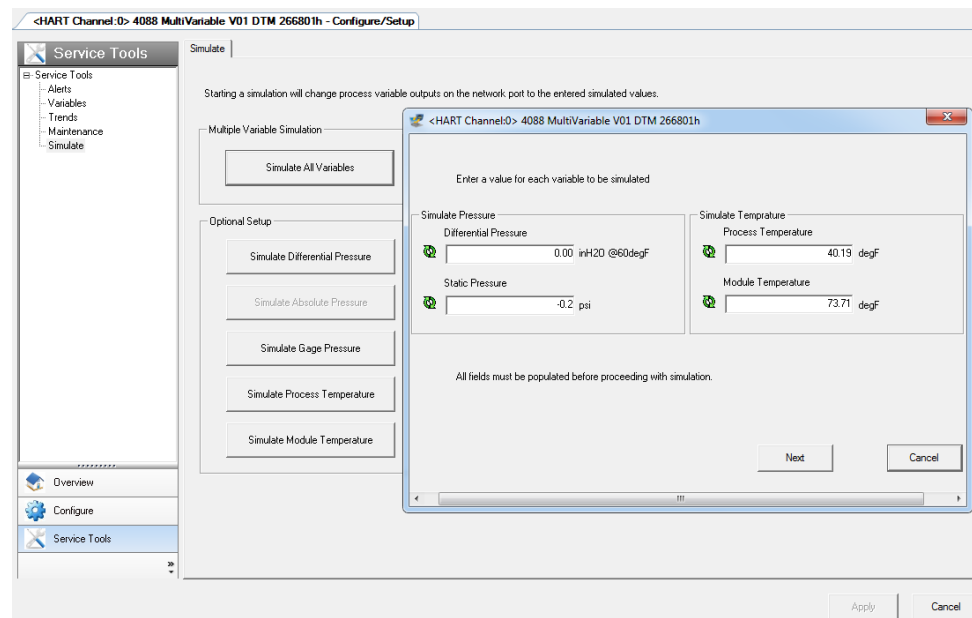 <HART Channel:0> 4088 MultiVariable V01 DTM 266801h - Configure/Setup
Service Tools
Service Tools
Alerts
Variables
Trends
Maintenance
Simulate
Overview
Configure
Service Tools
Simulate
Starting a simulation will change process variable outputs on the network port to the entered simulated values.
Multiple Variable Simulation
Simulate All Variables
Optional Setup
Simulate Differential Pressure
Simulate Absolute Pressure
Simulate Gage Pressure
Simulate Process Temperature
Simulate Module Temperature
<HART Channel:0> 4088 MultiVariable V01 DTM 266801h
Enter a value for each variable to be simulated
Simulate Pressure
Differential Pressure
0.00 inH2O @60degF
Static Pressure
-0.2 psi
Simulate Temprature
Process Temperature
40.19 degF
Module Temperature
73.71 degF
All fields must be populated before proceeding with simulation.
Next Cancel
Apply Cancel